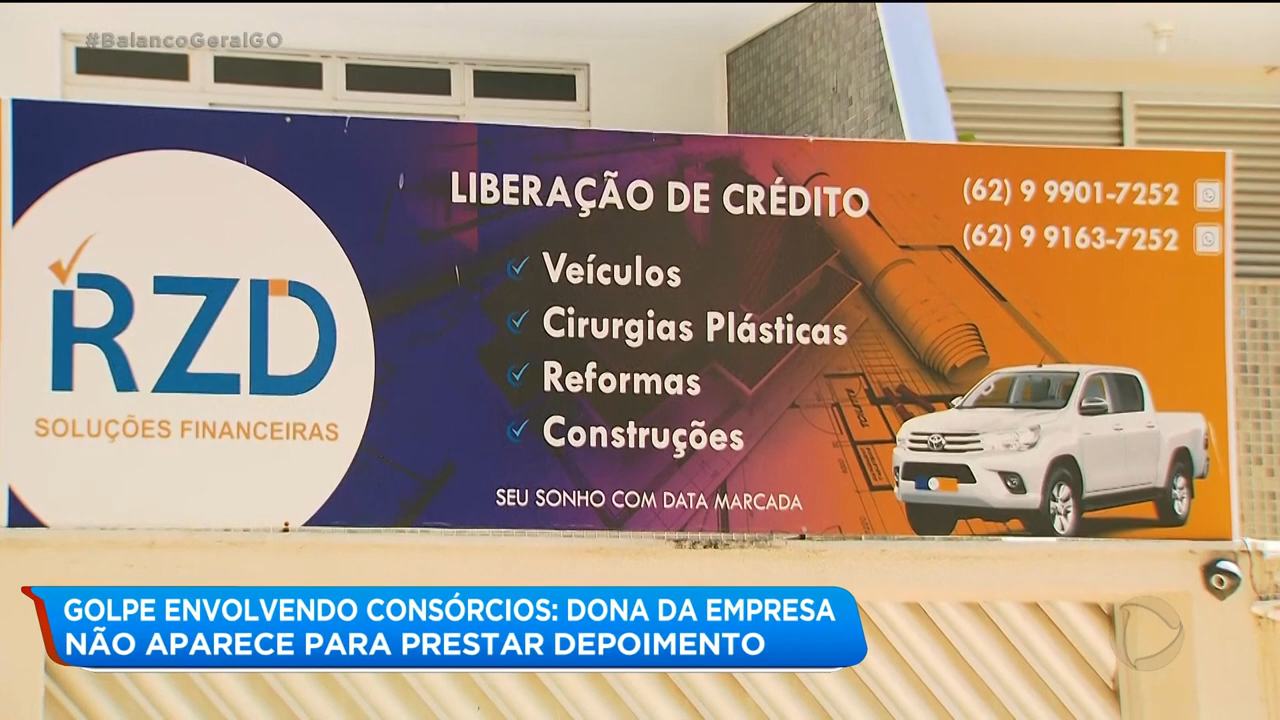 #BalancoGeralGO
LIBERAÇÃO DE CRÉDITO
(62) 9 9901-7252
(62) 9 9163-7252
Veículos
Cirurgias Plásticas
Reformas
Construções
SEU SONHO COM DATA MARCADA
RZD
SOLUÇÕES FINANCEIRAS
GOLPE ENVOLVENDO CONSÓRCIOS: DONA DA EMPRESA
NÃO APARECE PARA PRESTAR DEPOIMENTO